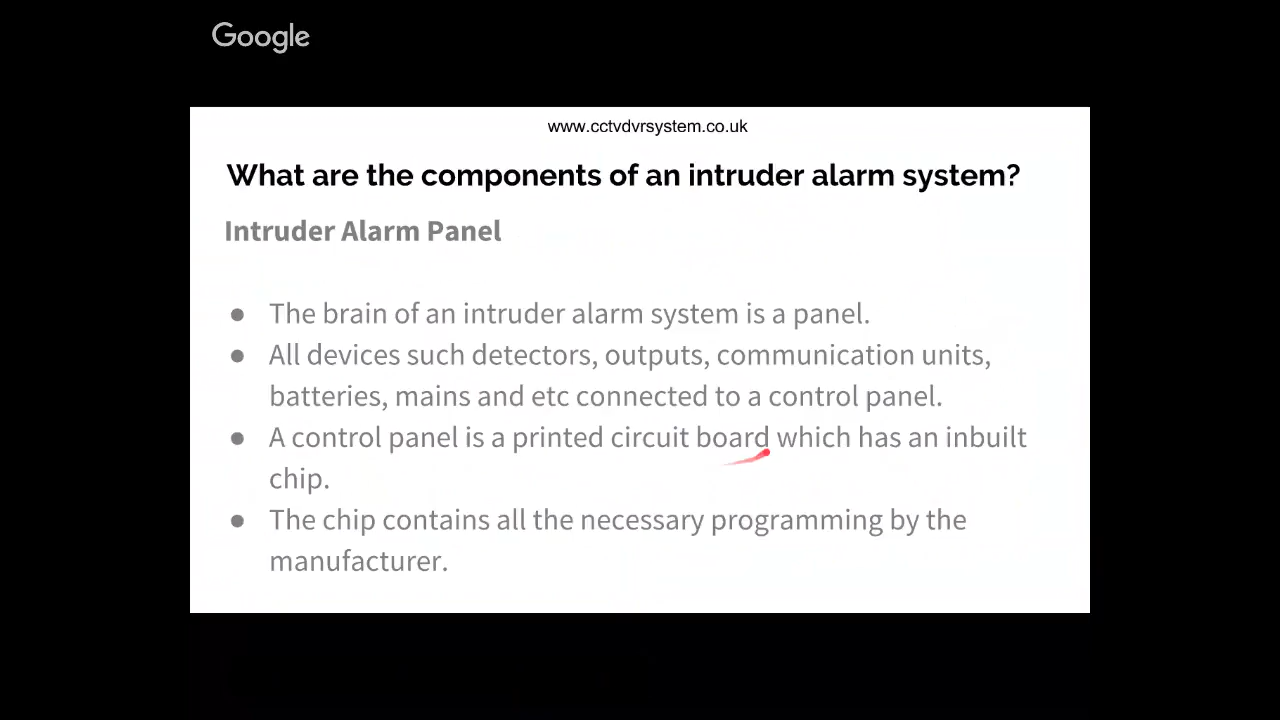 Google
www.cctvdvrsystem.co.uk
What are the components of an intruder alarm system?
Intruder Alarm Panel
● The brain of an intruder alarm system is a panel.
● All devices such detectors, outputs, communication units,
batteries, mains and etc connected to a control panel.
● A control panel is a printed circuit board which has an inbuilt
chip.
● The chip contains all the necessary programming by the
manufacturer.